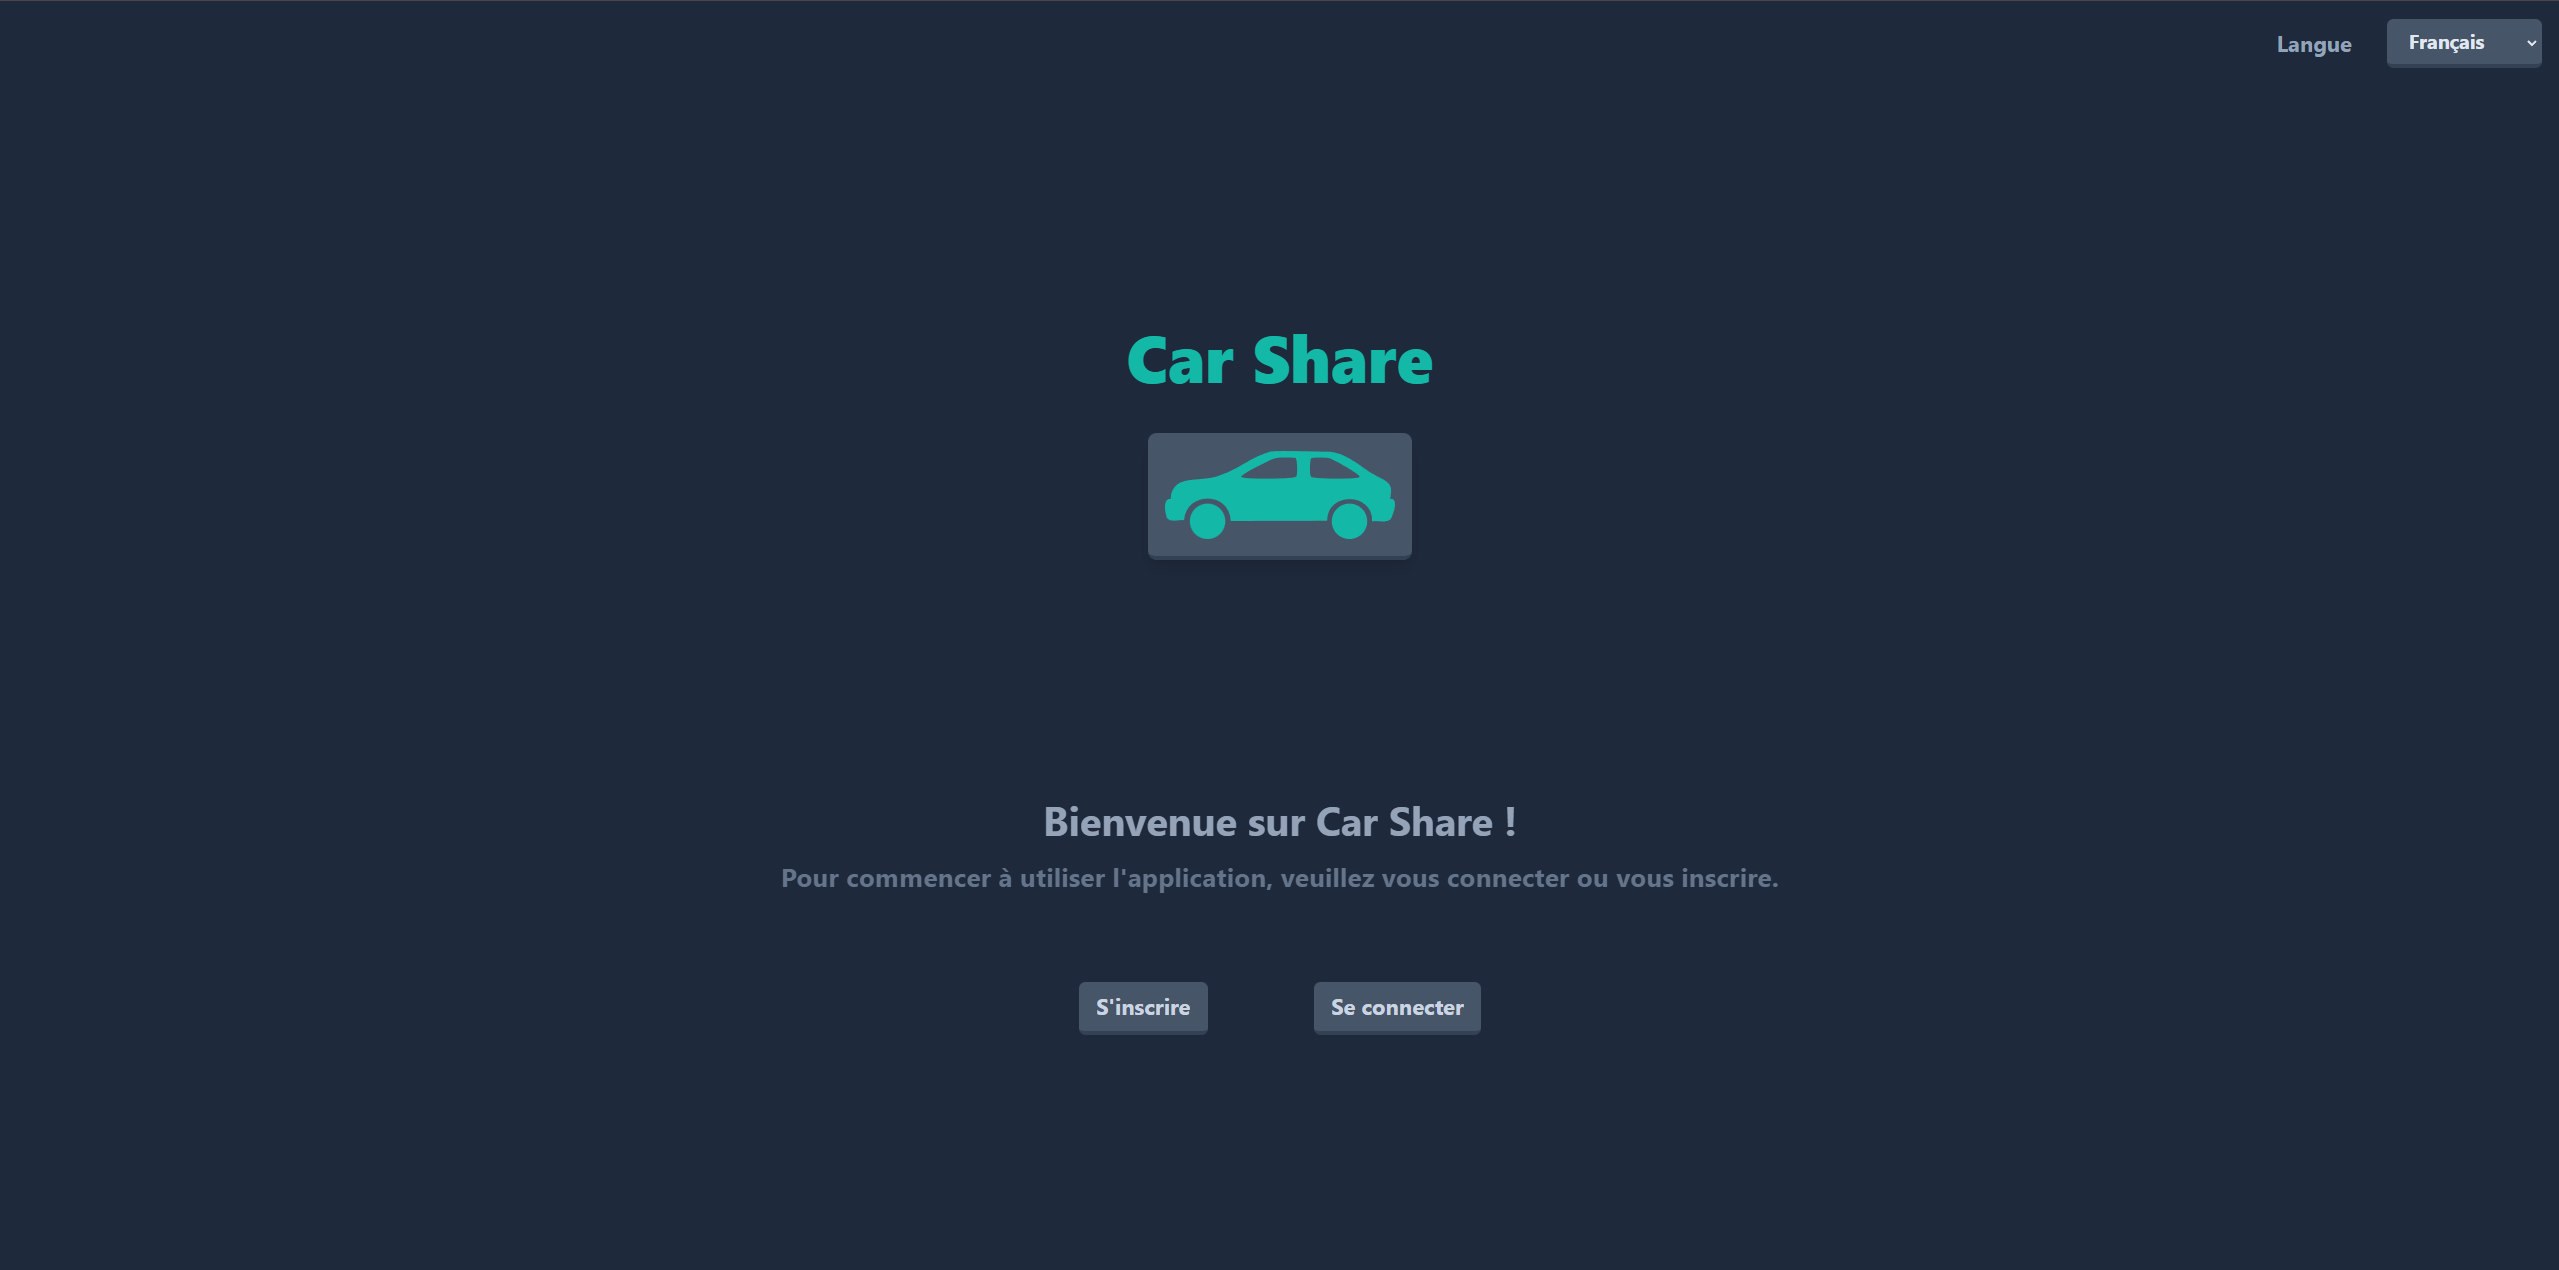 Langue
Français
Car Share
Bienvenue sur Car Share !
Pour commencer à utiliser l'application, veuillez vous connecter ou vous inscrire.
S'inscrire
Se connecter